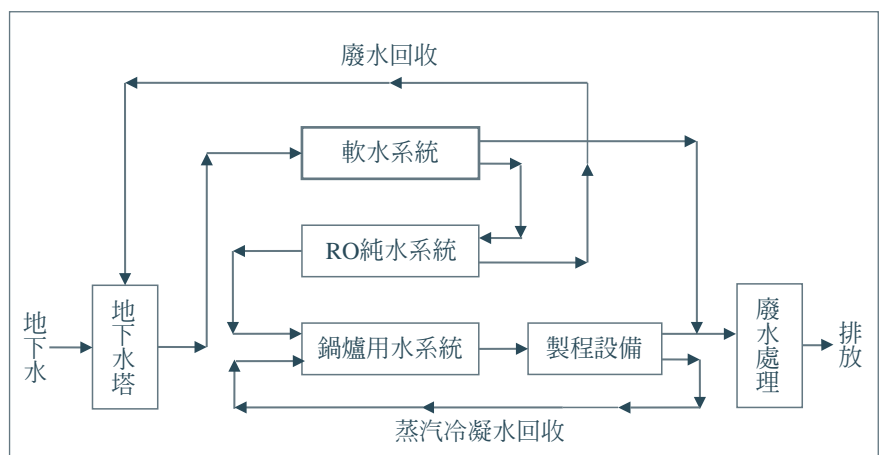 廢水回收
軟水系統
RO純水系統
地下水
地下水塔
鍋爐用水系統
製程設備
廢水處理
排放
蒸汽冷凝水回收